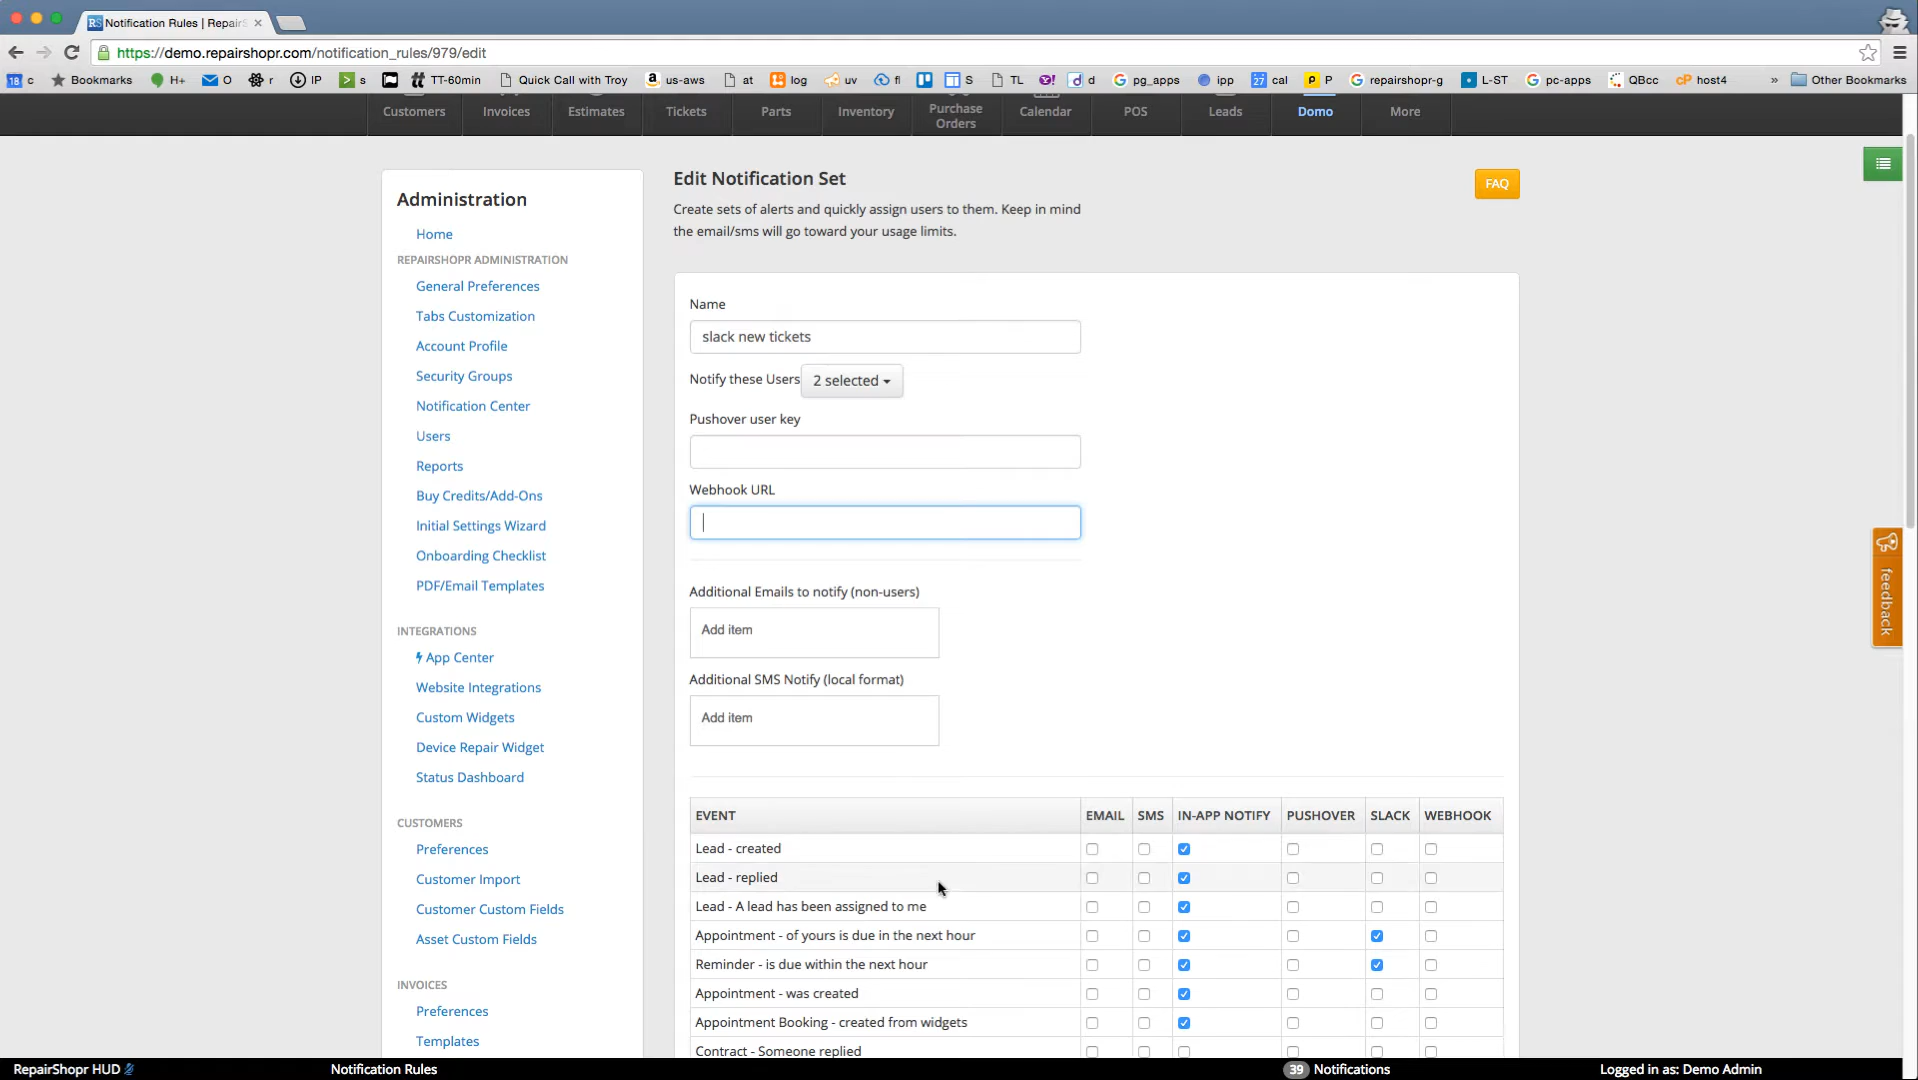 Notification Rules | RepairS
https://demo.repairshopr.com/notification_rules/979/edit
18 c Bookmarks H+ O r IP s TT-60min Quick Call with Troy us-aws at log uv fl S TL d pg_apps ipp 27 cal P repairshopr-g L-ST pc-apps QBcc cP host4 » Other Bookmarks
Customers Invoices Estimates Tickets Parts Inventory Purchase Orders Calendar POS Leads Demo More
Administration
Home
REPAIRSHOPR ADMINISTRATION
General Preferences
Tabs Customization
Account Profile
Security Groups
Notification Center
Users
Reports
Buy Credits/Add-Ons
Initial Settings Wizard
Onboarding Checklist
PDF/Email Templates
INTEGRATIONS
App Center
Website Integrations
Custom Widgets
Device Repair Widget
Status Dashboard
CUSTOMERS
Preferences
Customer Import
Customer Custom Fields
Asset Custom Fields
INVOICES
Preferences
Templates
Edit Notification Set
FAQ
Create sets of alerts and quickly assign users to them. Keep in mind
the email/sms will go toward your usage limits.
Name
slack new tickets
Notify these Users 2 selected
Pushover user key
Webhook URL
Additional Emails to notify (non-users)
Add item
Additional SMS Notify (local format)
Add item
EVENT EMAIL SMS IN-APP NOTIFY PUSHOVER SLACK WEBHOOK
Lead - created
Lead - replied
Lead - A lead has been assigned to me
Appointment - of yours is due in the next hour
Reminder - is due within the next hour
Appointment - was created
Appointment Booking - created from widgets
Contract - Someone replied
feedback
RepairShopr HUD Notification Rules 39 Notifications Logged in as: Demo Admin